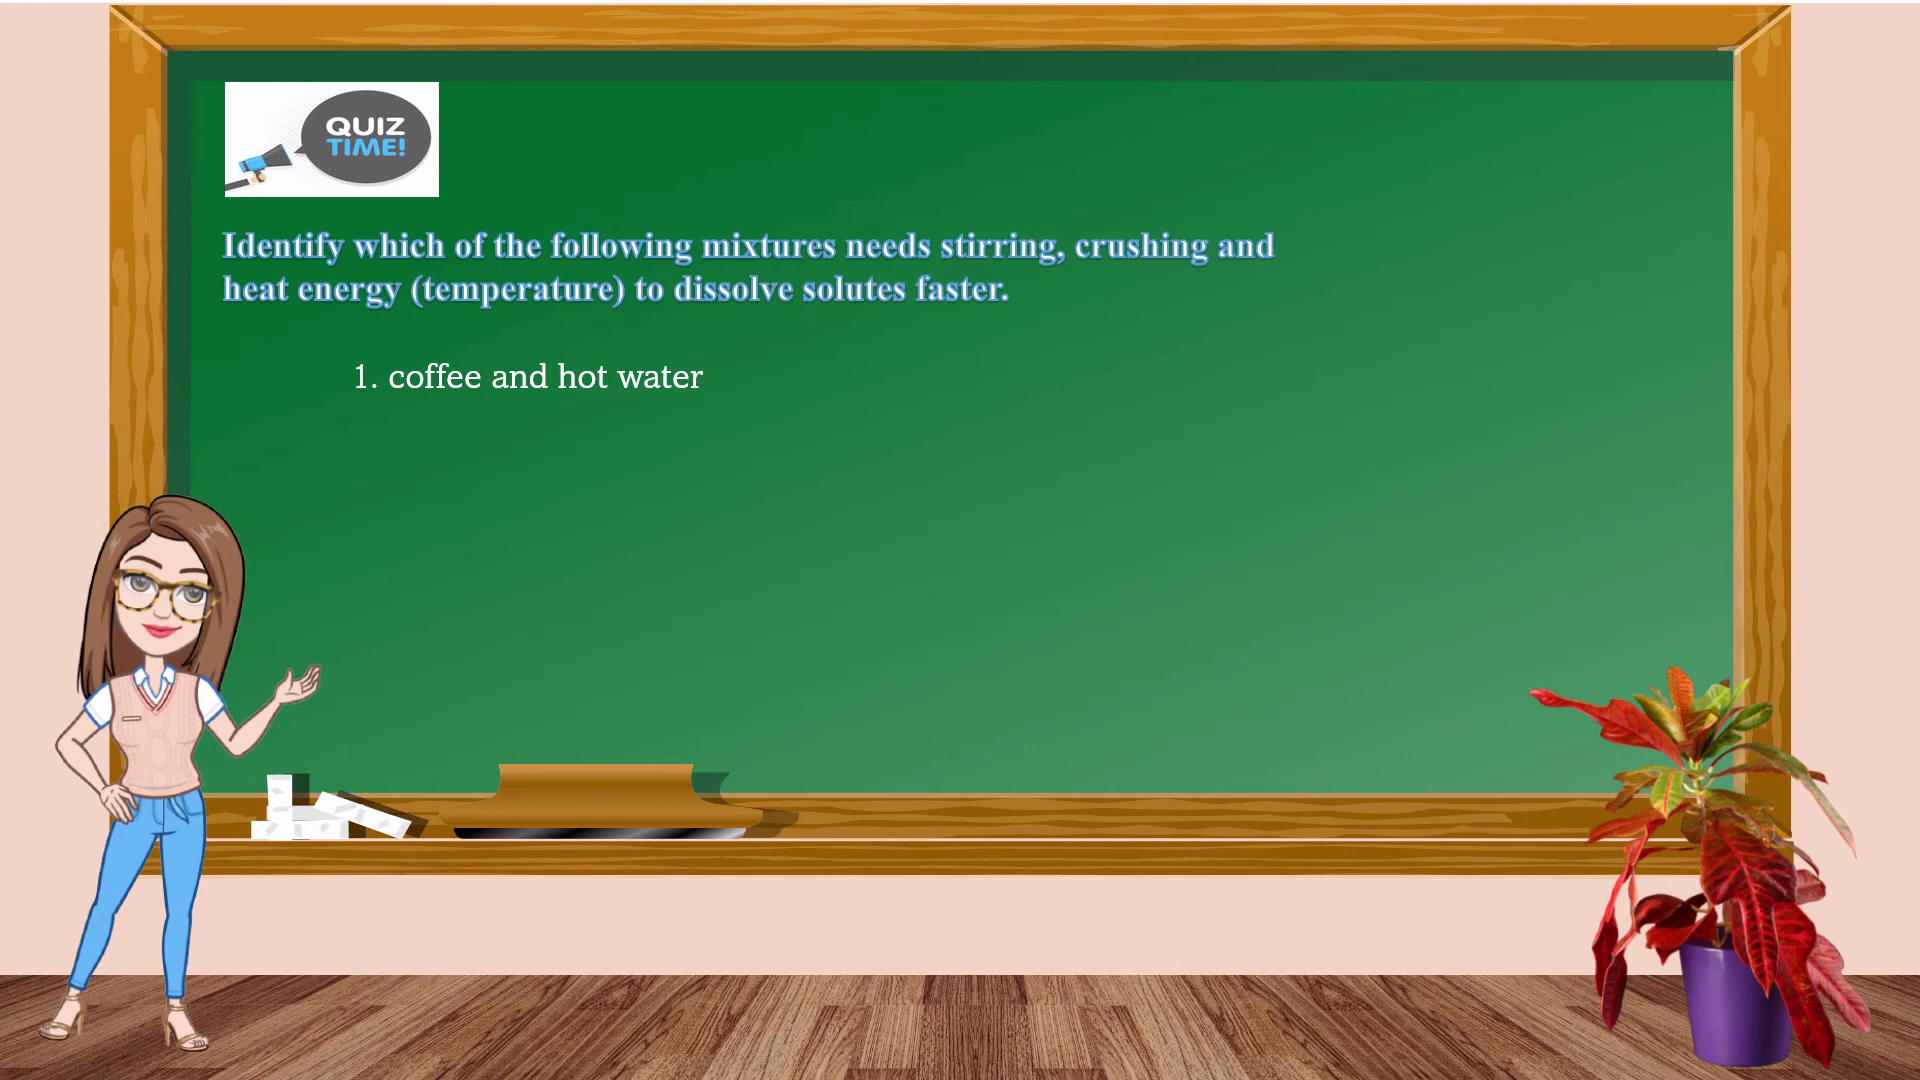 QUIZ
TIME!
Identify which of the following mixtures needs stirring, crushing and
heat energy (temperature) to dissolve solutes faster.
1. coffee and hot water